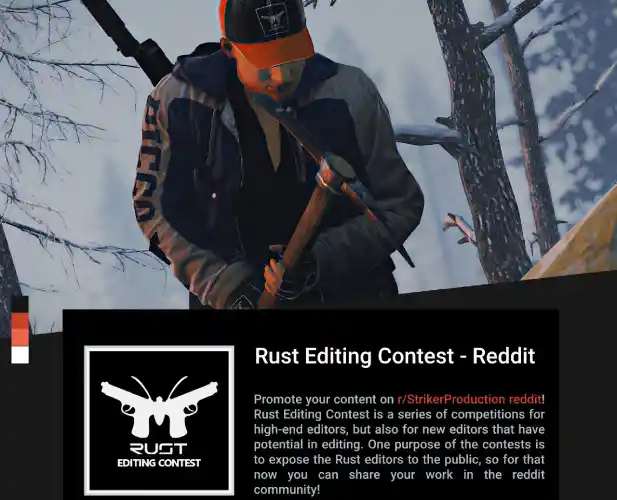 Rust Editing Contest - Reddit
Promote your content on r/StrikerProduction reddit!
Rust Editing Contest is a series of competitions for
high-end editors, but also for new editors that have
potential in editing. One purpose of the contests is
to expose the Rust editors to the public, so for that
now you can share your work in the reddit
community!
RUST
EDITING CONTEST